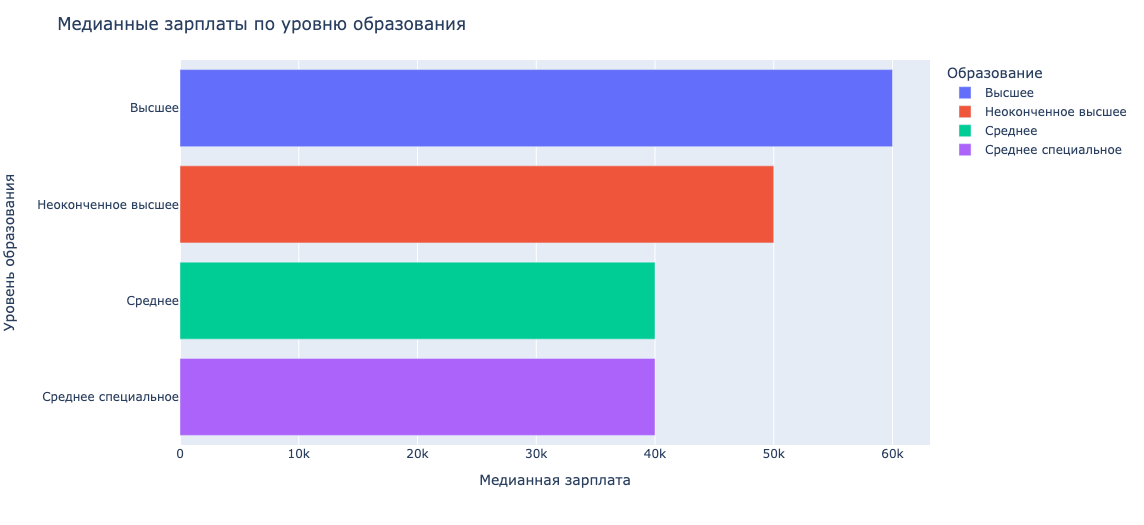 Медианные зарплаты по уровню образования
Образование
Высшее
Неоконченное высшее
Среднее
Среднее специальное
Уровень образования
Высшее
Неоконченное высшее
Среднее
Среднее специальное
0 10k 20k 30k 40k 50k 60k
Медианная зарплата